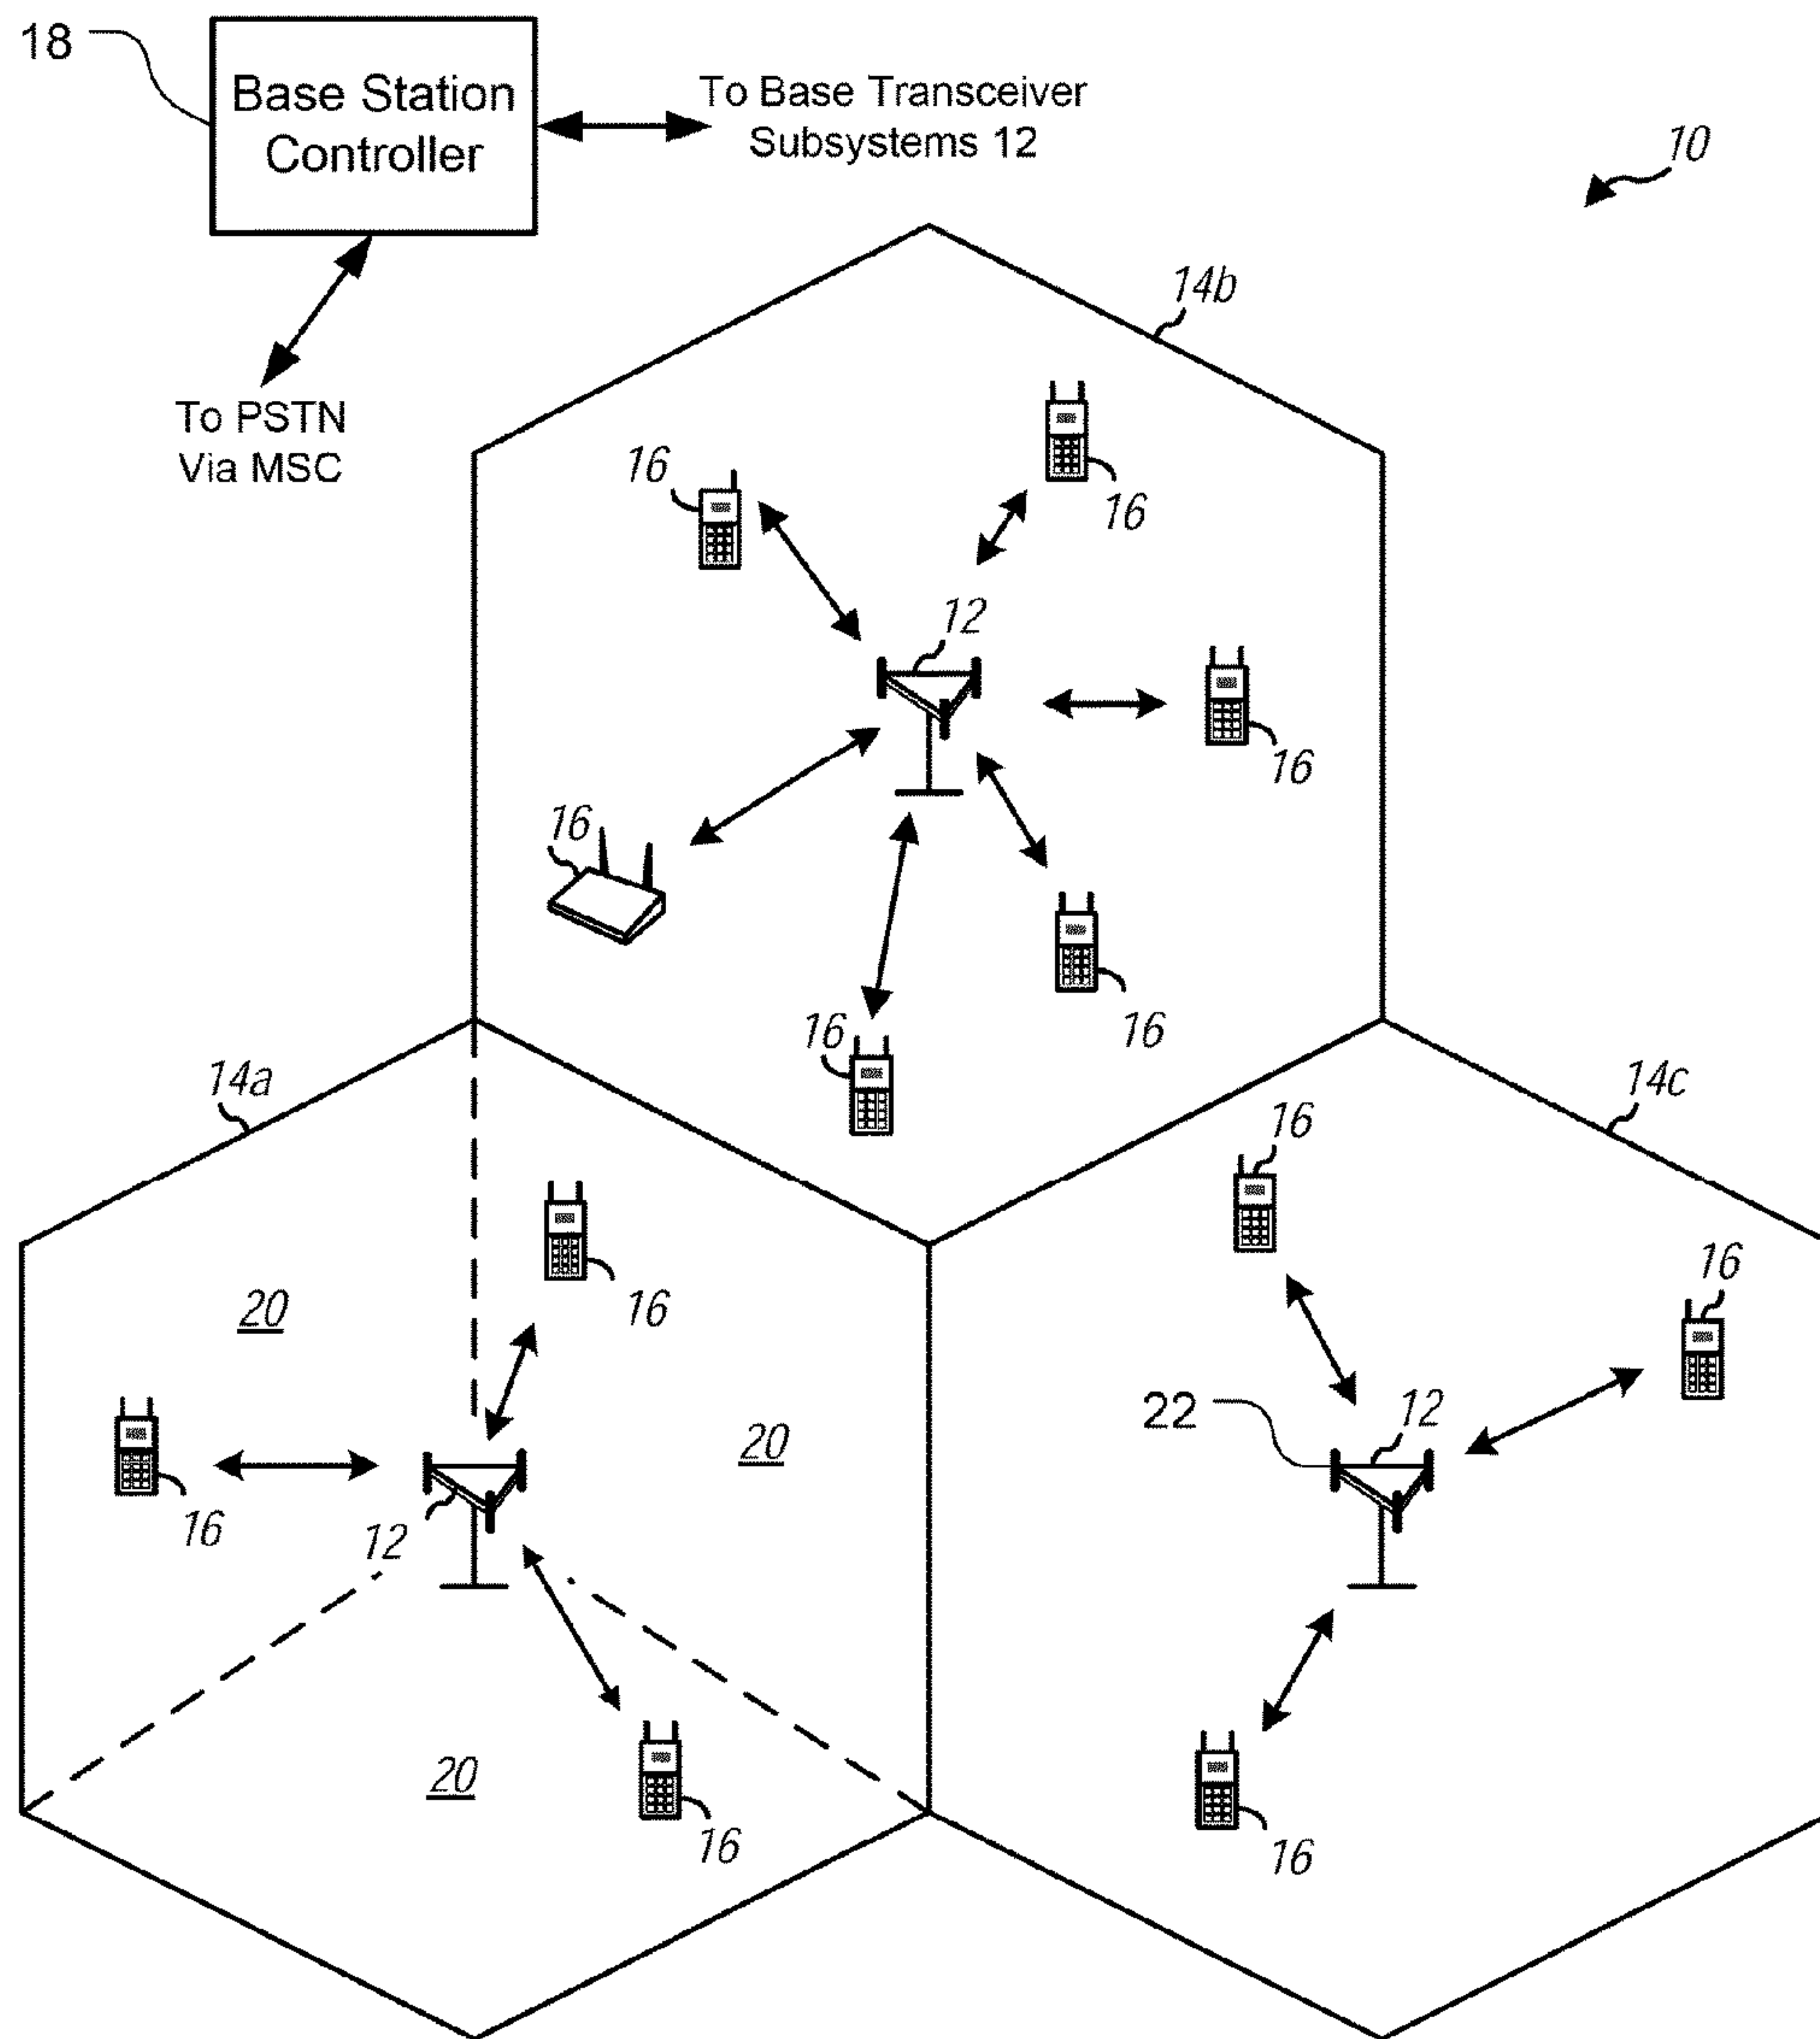 18
Base Station
Controller
To Base Transceiver
Subsystems 12
10
To PSTN
Via MSC
14b
16
16
12
16
16
16
16
14a
14c
16
16
20
16
16
20
22
12
16
12
20
16
16